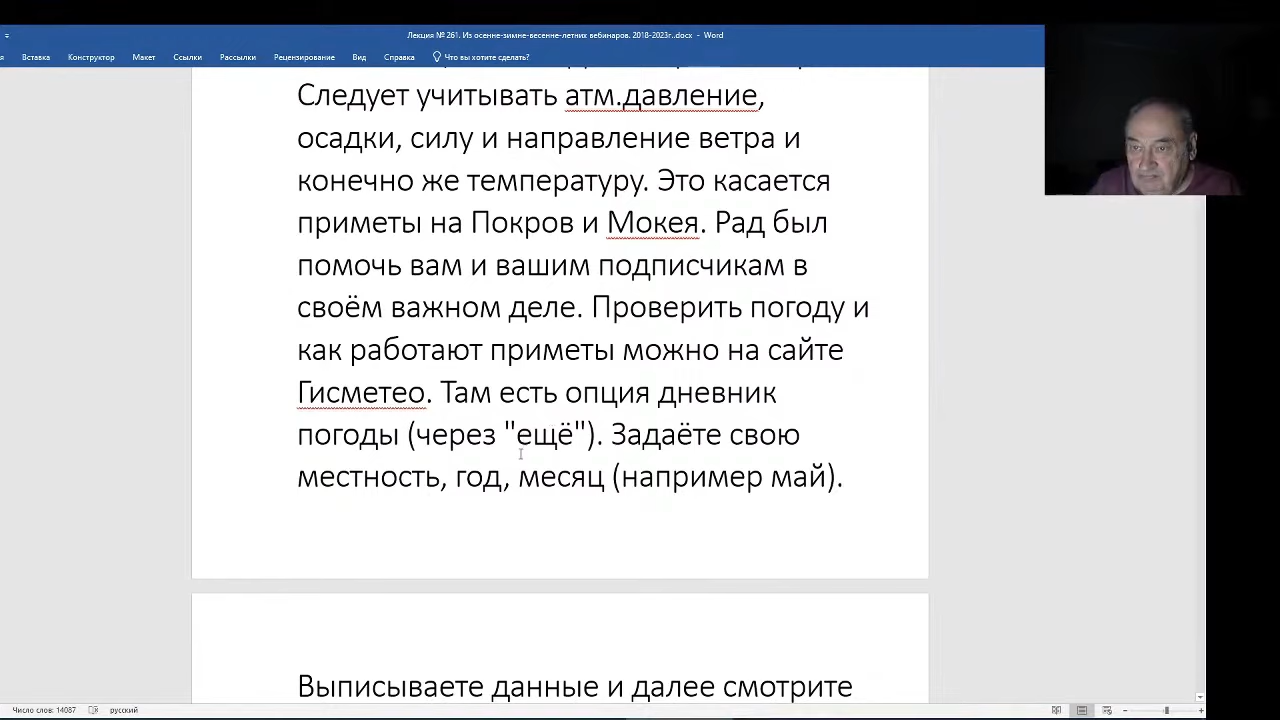 Лекция № 261. Из осенне-зимне-весенне-летних вебинаров. 2018-2023г..docx - Word
Вставка Конструктор Макет Ссылки Рассылки Рецензирование Вид Справка Что вы хотите сделать?
Следует учитывать атм.давление,
осадки, силу и направление ветра и
конечно же температуру. Это касается
приметы на Покров и Мокея. Рад был
помочь вам и вашим подписчикам в
своём важном деле. Проверить погоду и
как работают приметы можно на сайте
Гисметео. Там есть опция дневник
погоды (через "ещё"). Задаёте свою
местность, год, месяц (например май).
Выписываете данные и далее смотрите
Число слов: 14087 русский